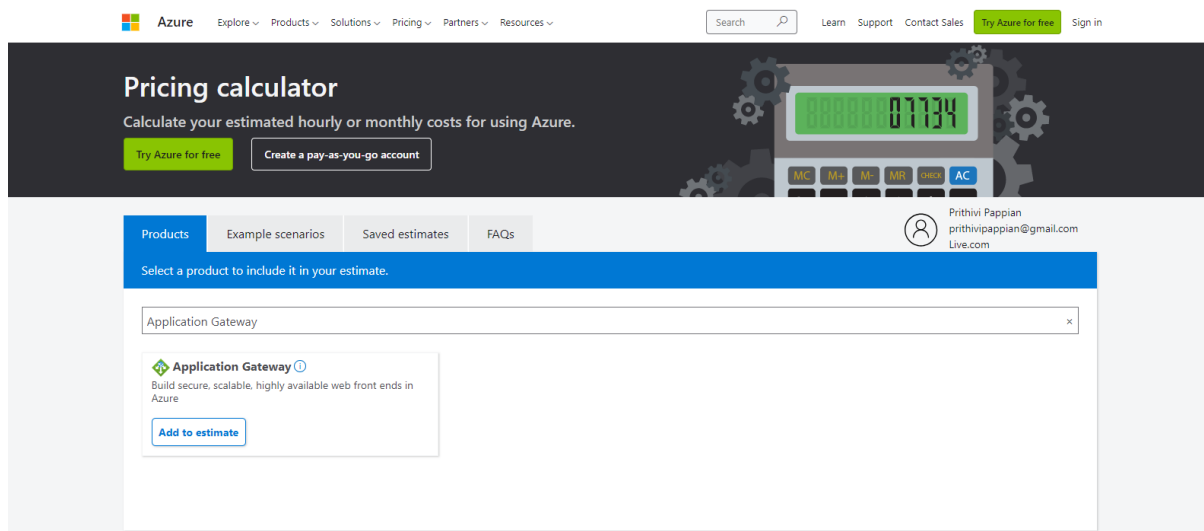 Azure Explore Products Solutions Pricing Partners Resources Search Learn Support Contact Sales Try Azure for free Sign in
Pricing calculator
Calculate your estimated hourly or monthly costs for using Azure.
Try Azure for free Create a pay-as-you-go account
07734
MC M+ M- MR CHECK AC
Prithivi Pappian
prithivipappian@gmail.com
Live.com
Products Example scenarios Saved estimates FAQs
Select a product to include it in your estimate.
Application Gateway ×
Application Gateway
Build secure, scalable, highly available web front ends in
Azure
Add to estimate